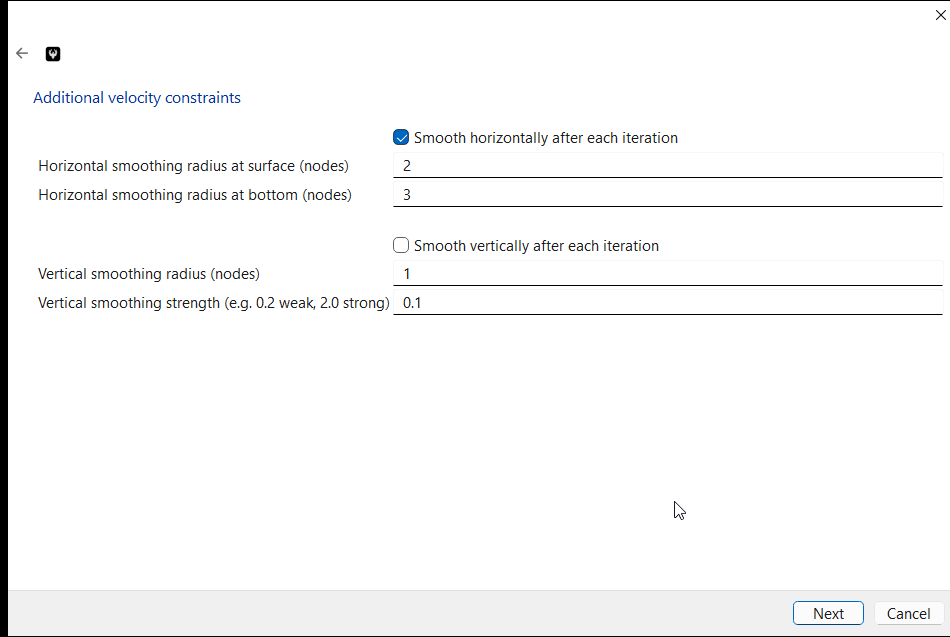 Additional velocity constraints
Smooth horizontally after each iteration
Horizontal smoothing radius at surface (nodes) 2
Horizontal smoothing radius at bottom (nodes) 3
Smooth vertically after each iteration
Vertical smoothing radius (nodes) 1
Vertical smoothing strength (e.g. 0.2 weak, 2.0 strong) 0.1
Next Cancel